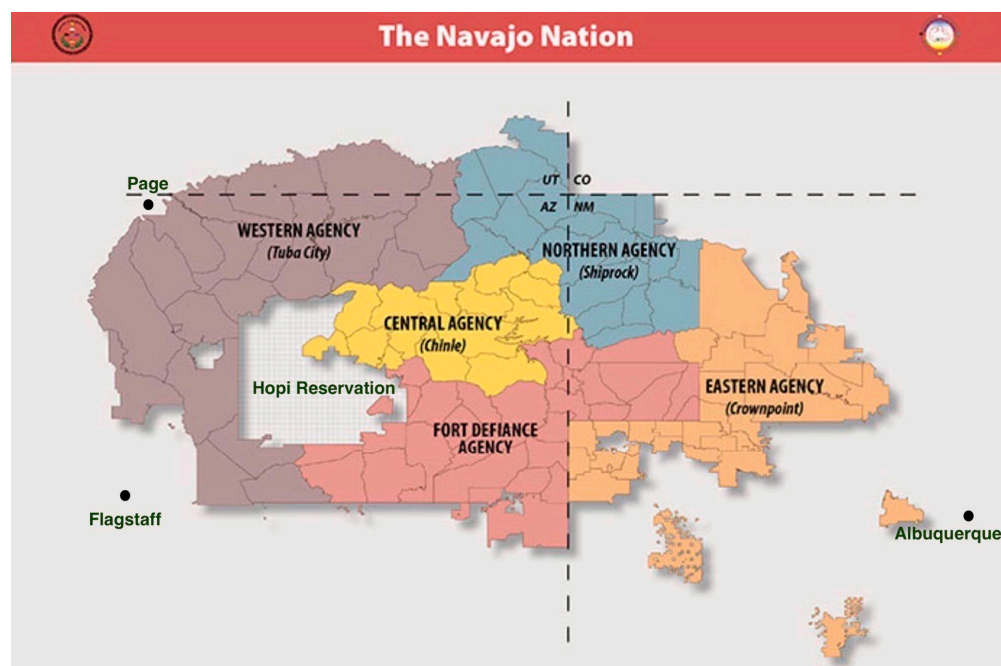 The Navajo Nation
Page
UT
CO
AZ
NM
WESTERN AGENCY
(Tuba City)
NORTHERN AGENCY
(Shiprock)
CENTRAL AGENCY
(Chinle)
Hopi Reservation
EASTERN AGENCY
(Crownpoint)
FORT DEFIANCE
AGENCY
Flagstaff
Albuquerque